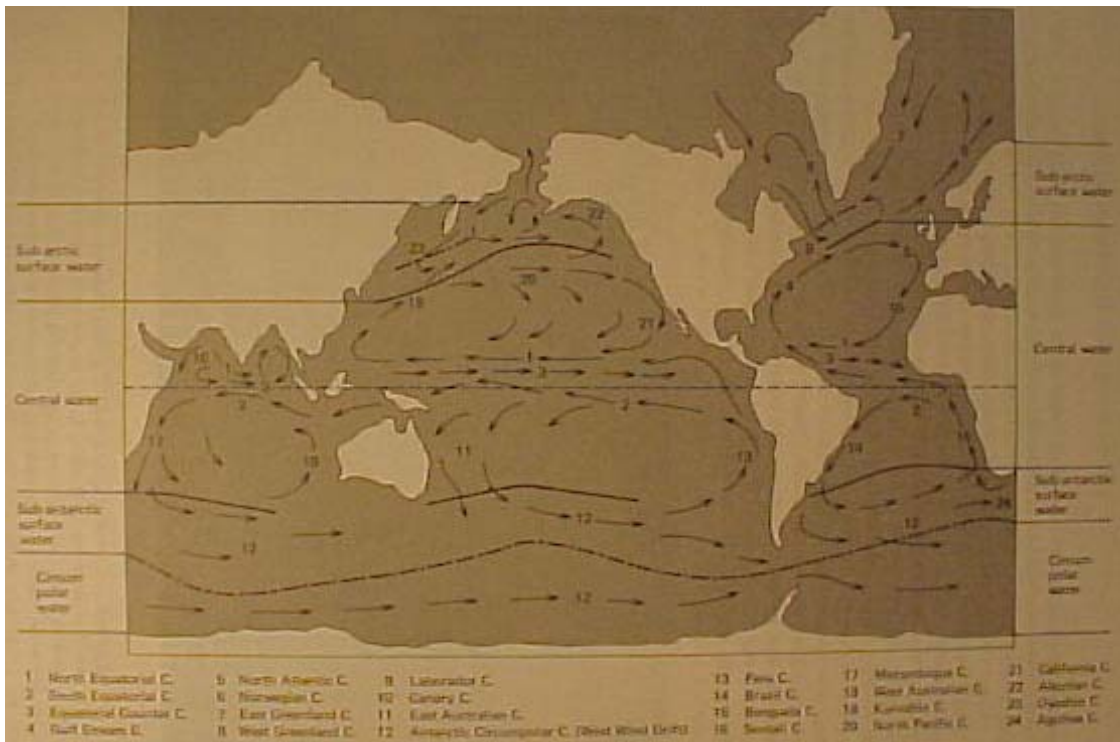 Sub arctic
surface water
Central water
Sub antarctic
surface
water
Circum
polar
water
Sub arctic
surface
water
Central water
Sub antarctic
surface
water
Circum
polar
water
1 North Equatorial C.
2 South Equatorial C.
3 Equatorial Counter C.
4 Gulf Stream C.
5 North Atlantic C.
6 Norwegian C.
7 East Greenland C.
8 West Greenland C.
9 Labrador C.
10 Canary C.
11 East Australian C.
12 Antarctic Circumpolar C. (West Wind Drift)
13 Peru C.
14 Brazil C.
15 Benguela C.
16 Somali C.
17 Mozambique C.
18 West Australian C.
20 North Pacific C.
21 California C.
22 Alaskan C.
24 Agulhas C.